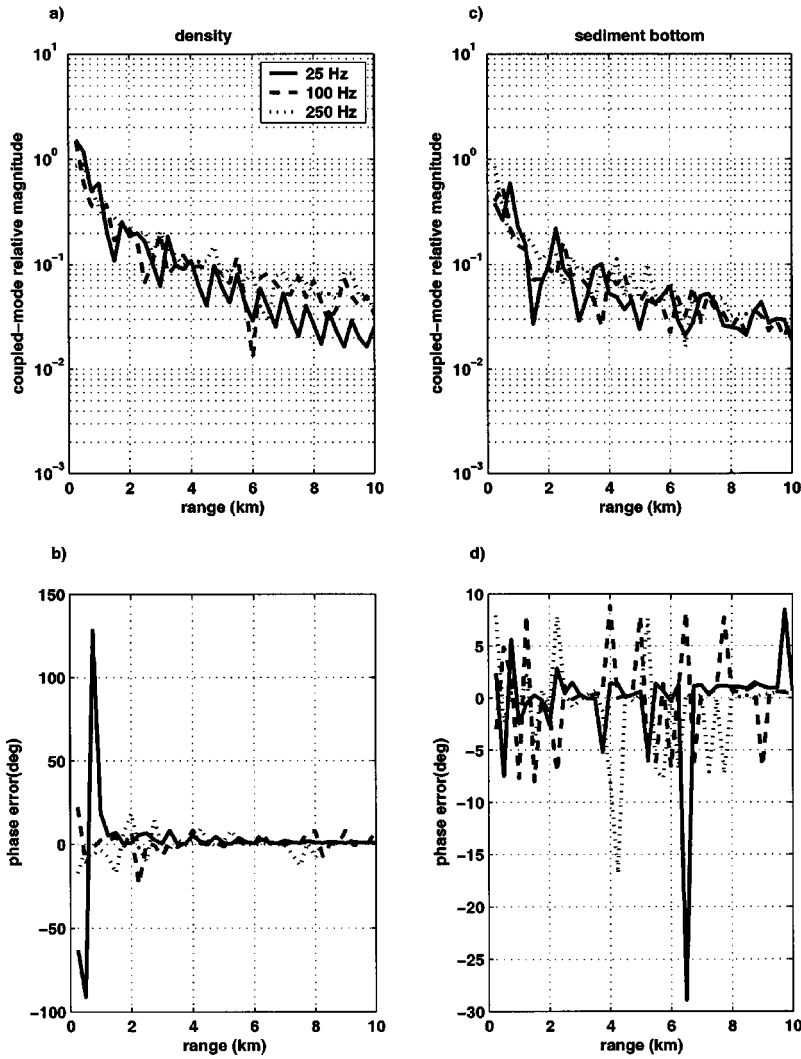 a)
density
10^1
10^0
10^-1
10^-2
10^-3
coupled-mode relative magnitude
25 Hz
100 Hz
250 Hz
0 2 4 6 8 10
range (km)
c)
sediment bottom
10^1
10^0
10^-1
10^-2
10^-3
coupled-mode relative magnitude
0 2 4 6 8 10
range (km)
b)
150
100
50
0
-50
-100
phase error(deg)
0 2 4 6 8 10
range (km)
d)
10
5
0
-5
-10
-15
-20
-25
-30
phase error(deg)
0 2 4 6 8 10
range (km)